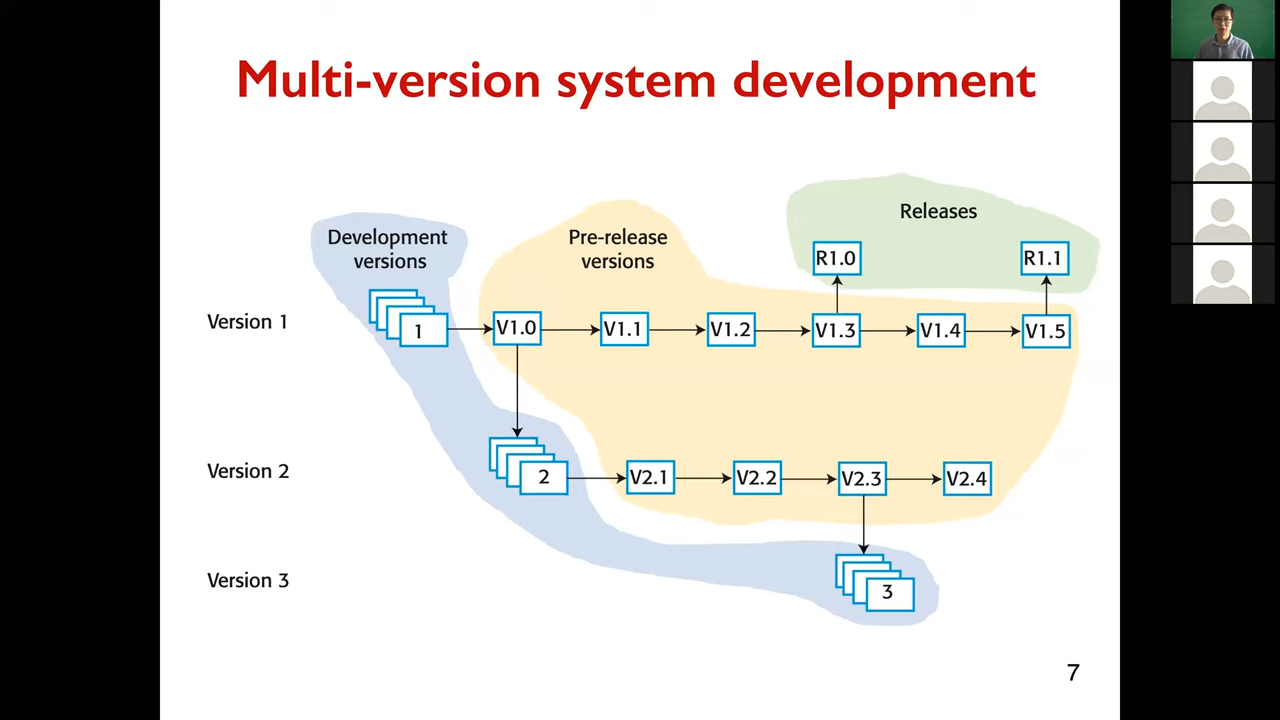 Multi-version system development
Releases
Development
versions
Pre-release
versions
R1.0
R1.1
Version 1
1
V1.0
V1.1
V1.2
V1.3
V1.4
V1.5
Version 2
2
V2.1
V2.2
V2.3
V2.4
Version 3
3
7